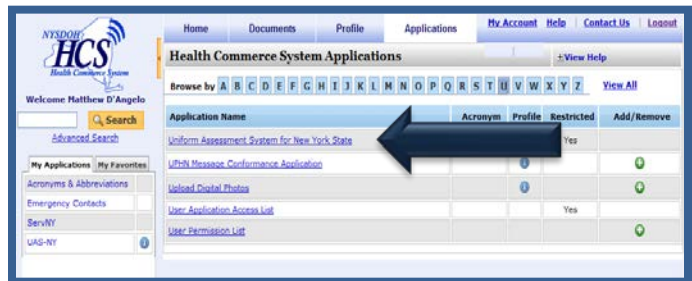 Home Documents Profile Applications My Account Help Contact Us Logout
NYSDOH
HCS
Health Commerce System
Health Commerce System Applications View Help
Browse by A B C D E F G H I J K L M N O P Q R S T U V W X Y Z View All
Welcome Matthew D'Angelo
Search
Advanced Search
Application Name Acronym Profile Restricted Add/Remove
Uniform Assessment System for New York State Yes
UPHN Message Conformance Application
Upload Digital Photos
User Application Access List Yes
User Permission List
My Applications My Favorites
Acronyms & Abbreviations
Emergency Contacts
ServNY
UAS-NY